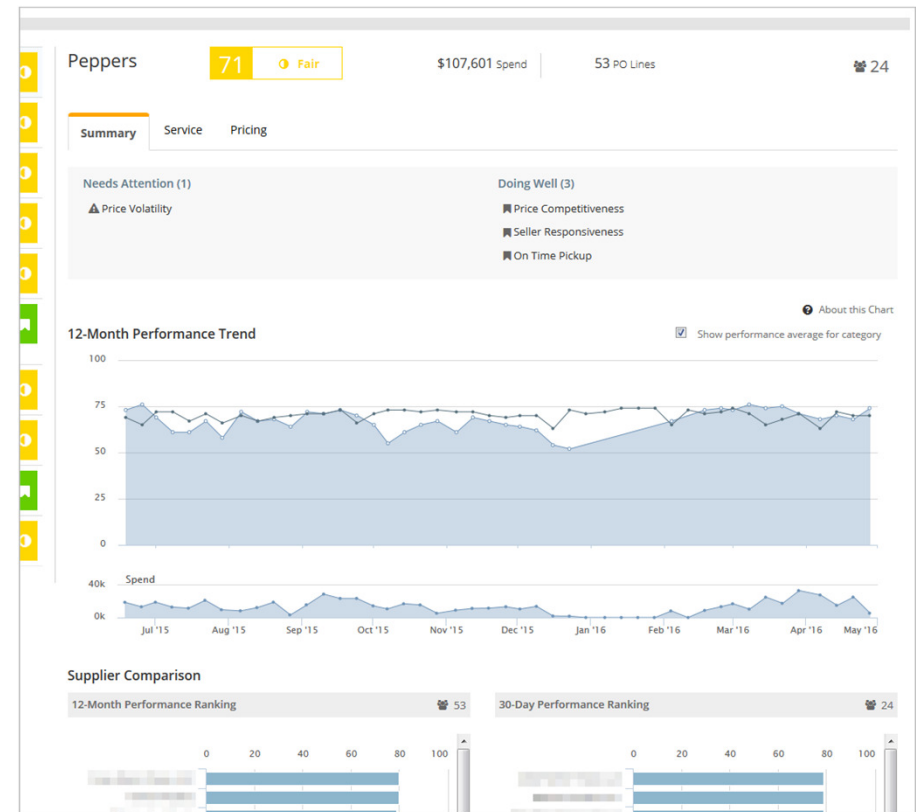 Peppers 71 Fair $107,601 Spend 53 PO Lines 24
Summary Service Pricing
Needs Attention (1)
Price Volatility
Doing Well (3)
Price Competitiveness
Seller Responsiveness
On Time Pickup
About this Chart
12-Month Performance Trend
Show performance average for category
100
75
50
25
0
Spend
40k
0k
Jul '15 Aug '15 Sep '15 Oct '15 Nov '15 Dec '15 Jan '16 Feb '16 Mar '16 Apr '16 May '16
Supplier Comparison
12-Month Performance Ranking 53
0 20 40 60 80 100
30-Day Performance Ranking 24
0 20 40 60 80 100